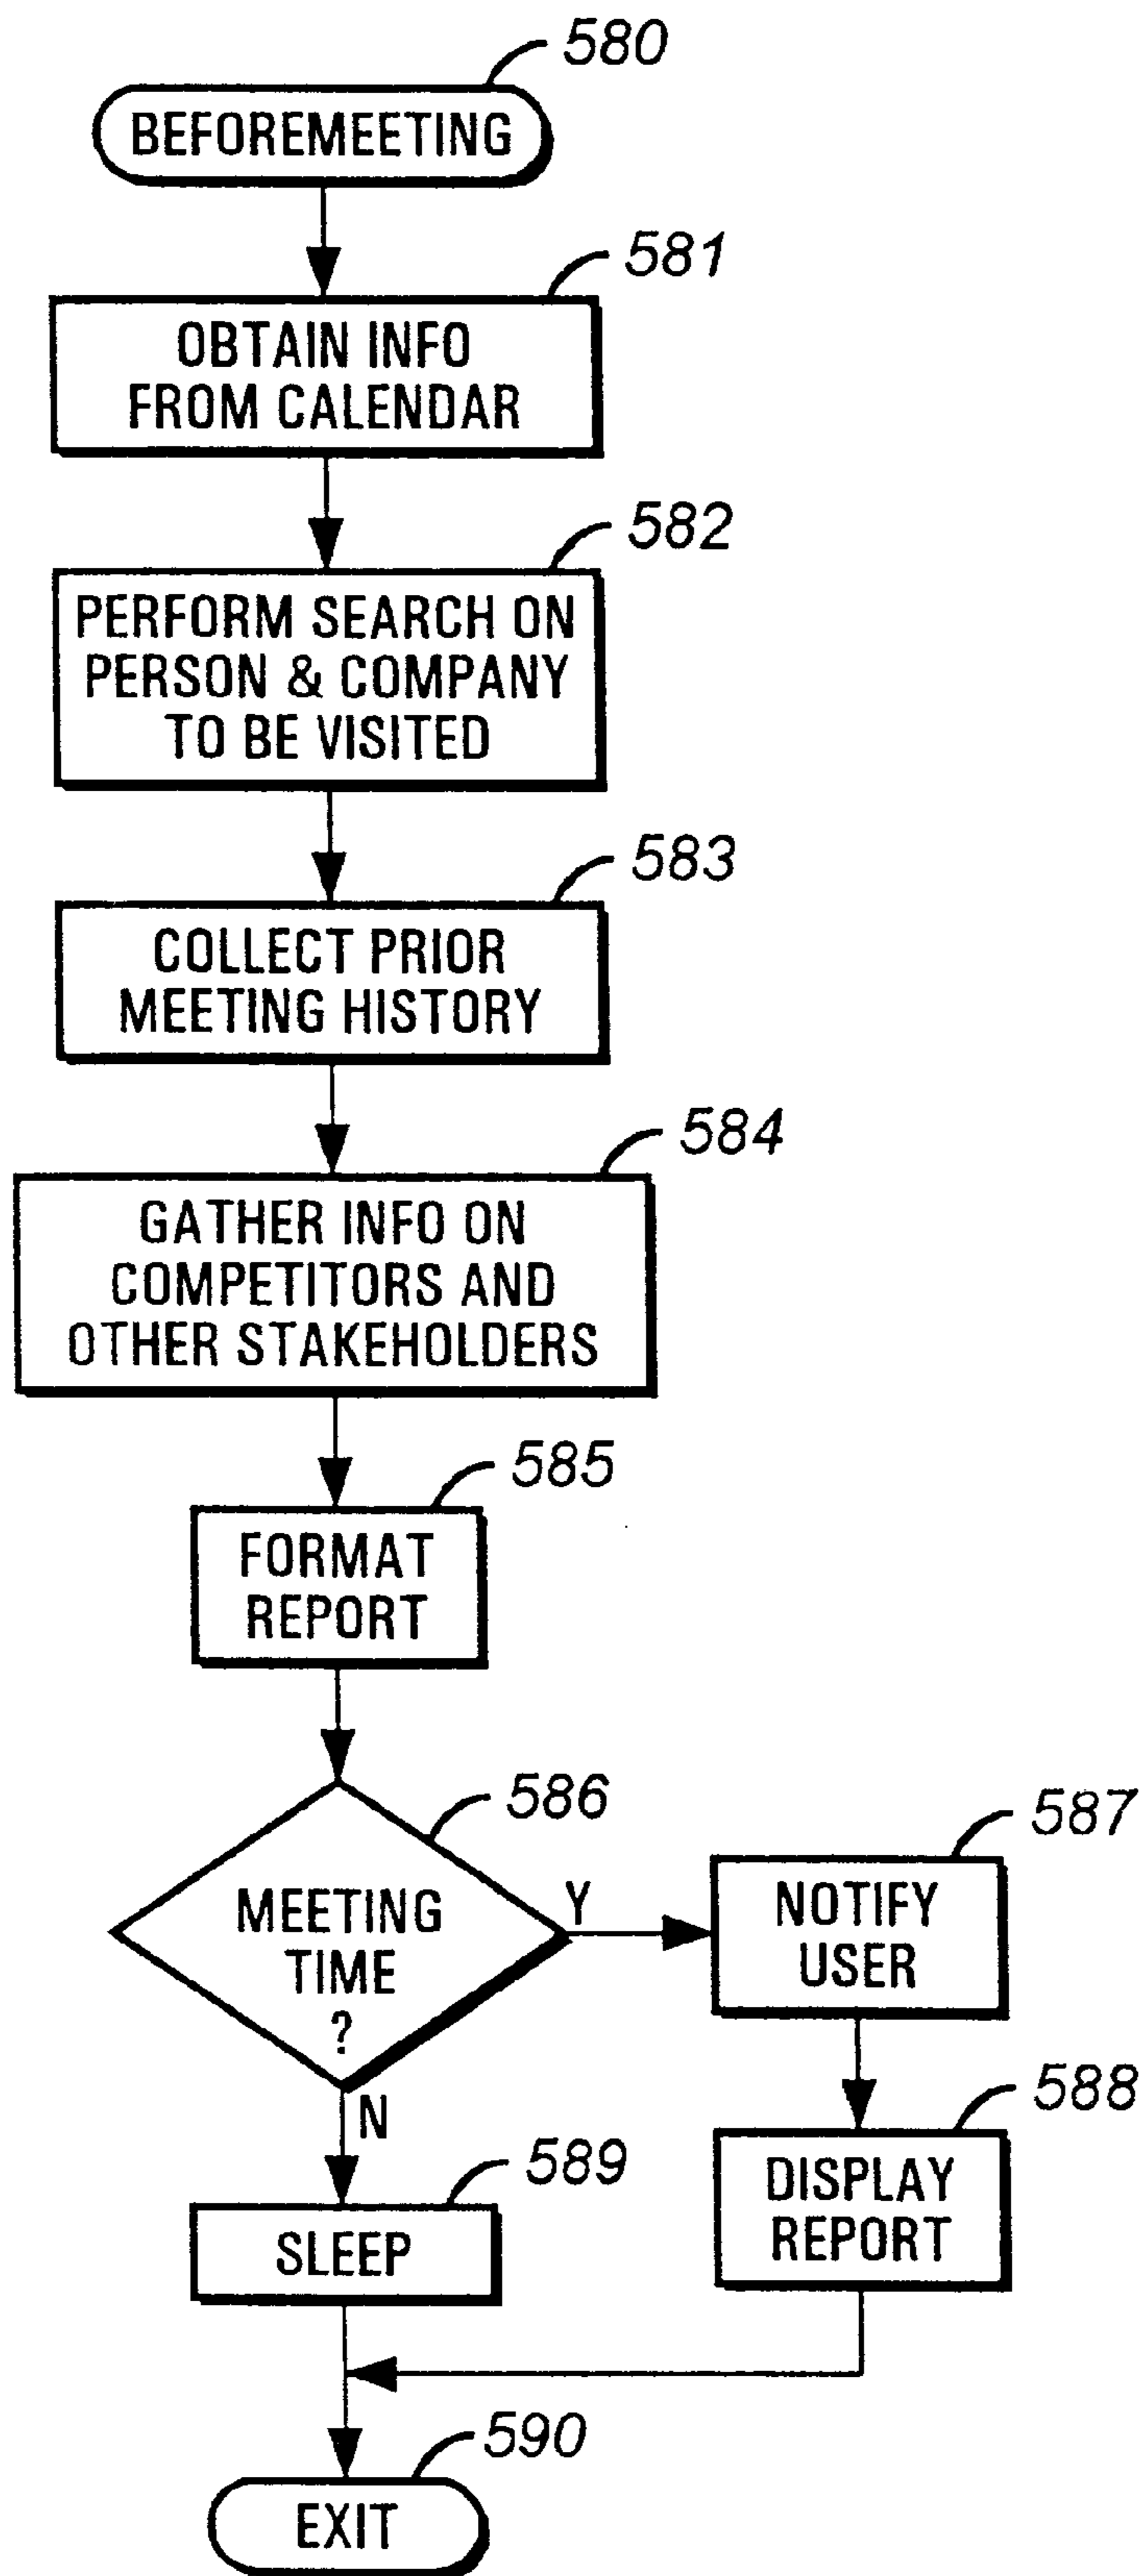 580
BEFOREMEETING
581
OBTAIN INFO
FROM CALENDAR
582
PERFORM SEARCH ON
PERSON & COMPANY
TO BE VISITED
583
COLLECT PRIOR
MEETING HISTORY
584
GATHER INFO ON
COMPETITORS AND
OTHER STAKEHOLDERS
585
FORMAT
REPORT
586
MEETING
TIME
?
Y
587
NOTIFY
USER
N
588
DISPLAY
REPORT
589
SLEEP
590
EXIT